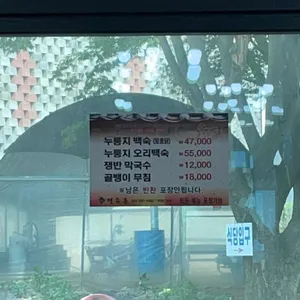 누룽지 백숙 ₩47,000
누룽지 오리백숙 ₩55,000
쟁반 막국수 ₩12,000
골뱅이 무침 ₩18,000
※남은 반찬 포장안됩니다
식당입구